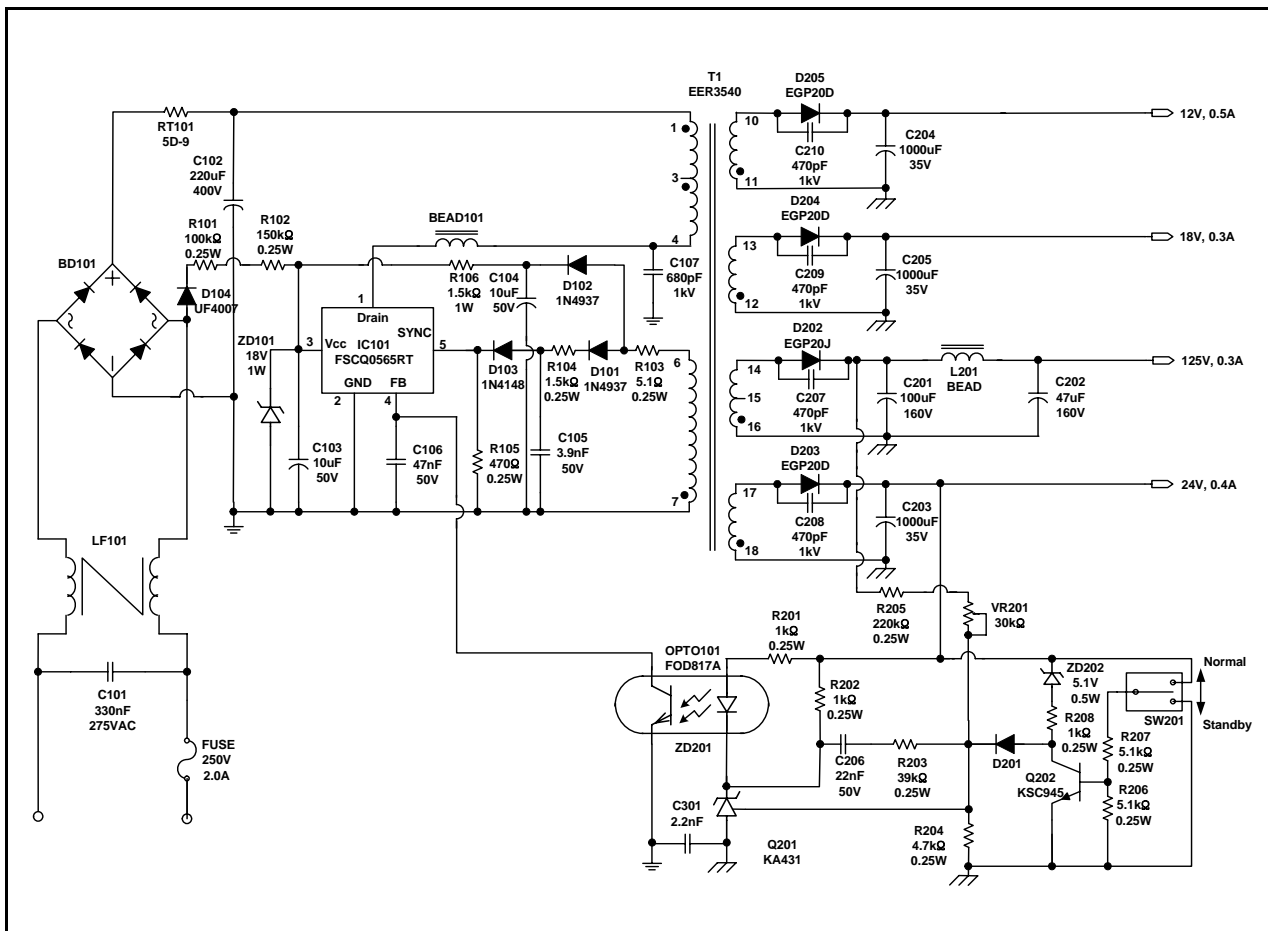 T1
EER3540
D205
EGP20D
RT101
5D-9
1
3
4
10
11
C210
470pF
1kV
C204
1000uF
35V
12V, 0.5A
C102
220uF
400V
BEAD101
D204
EGP20D
13
12
C209
470pF
1kV
C205
1000uF
35V
18V, 0.3A
R101
100kΩ
0.25W
R102
150kΩ
0.25W
BD101
D104
UF4007
R106
1.5kΩ
1W
C104
10uF
50V
D102
1N4937
C107
680pF
1kV
ZD101
18V
1W
1
Drain
SYNC
3
Vcc
IC101
FSCQ0565RT
5
GND
FB
2
4
D103
1N4148
R104
1.5kΩ
0.25W
D101
1N4937
R103
5.1Ω
0.25W
6
7
D202
EGP20J
14
15
16
C207
470pF
1kV
C201
100uF
160V
L201
BEAD
C202
47uF
160V
125V, 0.3A
C103
10uF
50V
C106
47nF
50V
R105
470Ω
0.25W
C105
3.9nF
50V
D203
EGP20D
17
18
C208
470pF
1kV
C203
1000uF
35V
24V, 0.4A
LF101
C101
330nF
275VAC
FUSE
250V
2.0A
R205
220kΩ
0.25W
VR201
30kΩ
OPTO101
FOD817A
R201
1kΩ
0.25W
R202
1kΩ
0.25W
ZD202
5.1V
0.5W
Normal
SW201
Standby
R208
1kΩ
0.25W
R207
5.1kΩ
0.25W
ZD201
C206
22nF
50V
R203
39kΩ
0.25W
D201
Q202
KSC945
R206
5.1kΩ
0.25W
C301
2.2nF
Q201
KA431
R204
4.7kΩ
0.25W